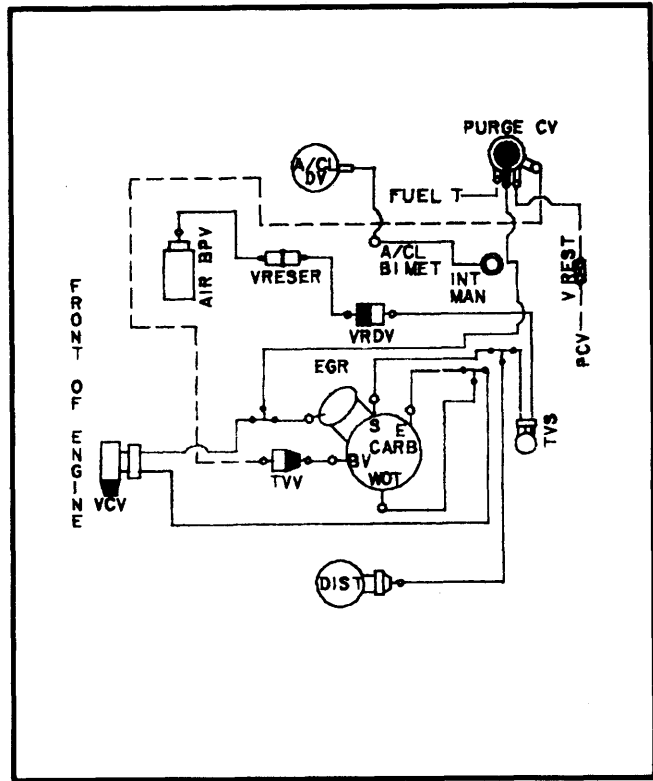 PURGE CV
A/CL
DV
FUEL T
A/CL
BI MET
INT
MAN
V REST
PCV
AIR BPV
VRESER
VRDV
FRONT OF ENGINE
EGR
S
E
CARB
BV
WOT
TVV
TVS
VCV
DIST